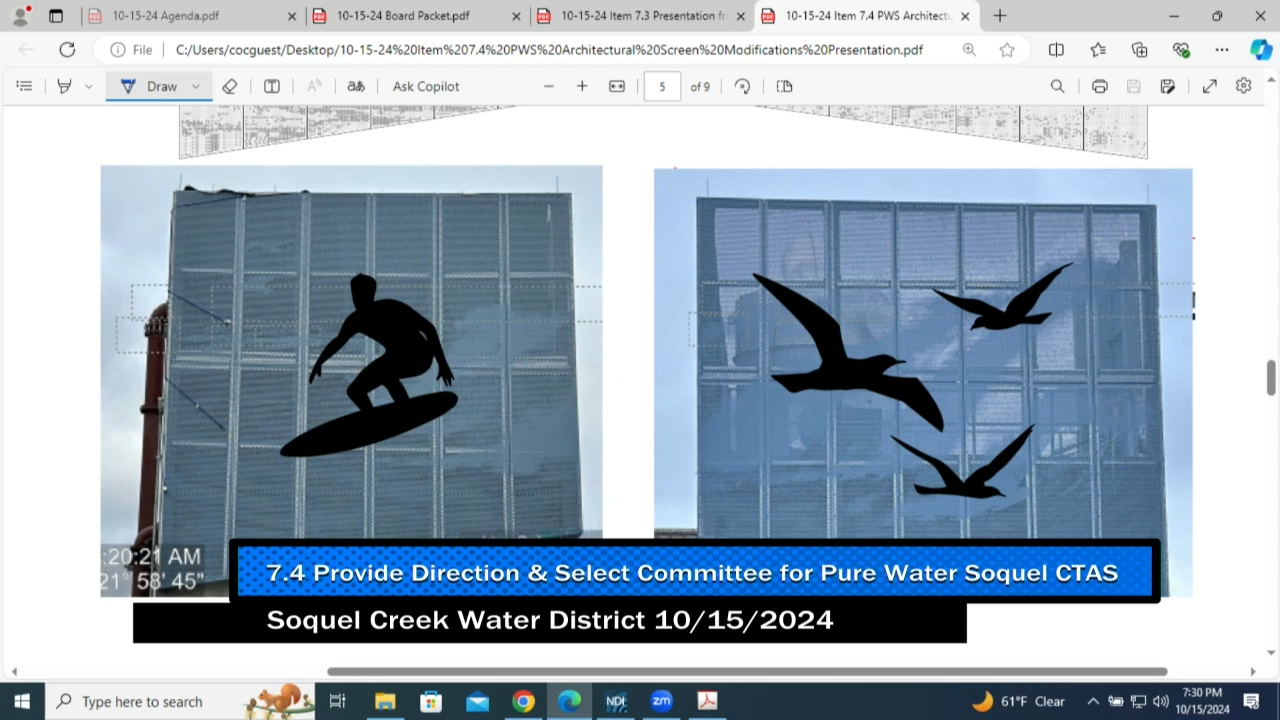 10-15-24 Agenda.pdf
10-15-24 Board Packet.pdf
10-15-24 Item 7.3 Presentation fr
10-15-24 Item 7.4 PWS Architectu
File
C:/Users/cocguest/Desktop/10-15-24%20Item%207.4%20PWS%20Architectural%20Screen%20Modifications%20Presentation.pdf
Draw
Ask Copilot
5 of 9
:20:21 AM
21° 58' 45"
7.4 Provide Direction & Select Committee for Pure Water Soquel CTAS
Soquel Creek Water District 10/15/2024
Type here to search
NDI
zm
61°F Clear
7:30 PM
10/15/2024